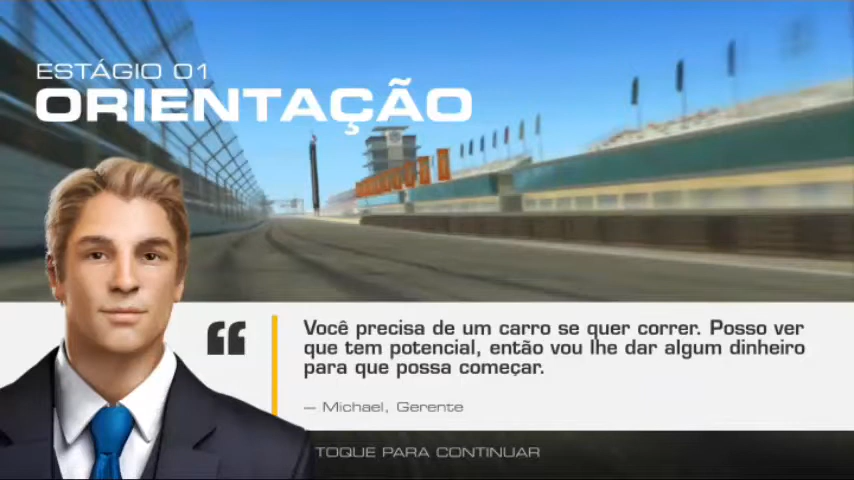 ESTÁGIO 01
ORIENTAÇÃO
“
Você precisa de um carro se quer correr. Posso ver
que tem potencial, então vou lhe dar algum dinheiro
para que possa começar.
— Michael, Gerente
TOQUE PARA CONTINUAR